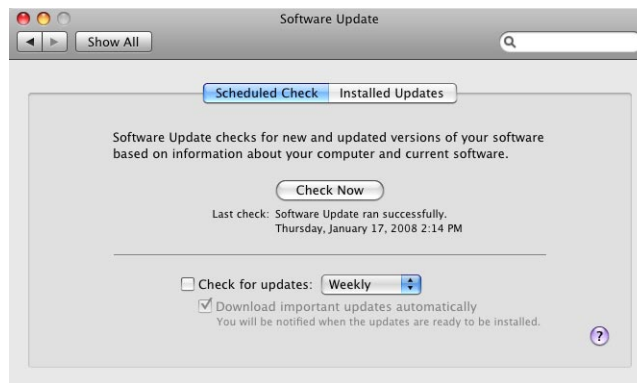 Software Update
Show All
Scheduled Check Installed Updates
Software Update checks for new and updated versions of your software
based on information about your computer and current software.
Check Now
Last check: Software Update ran successfully.
Thursday, January 17, 2008 2:14 PM
Check for updates: Weekly
Download important updates automatically
You will be notified when the updates are ready to be installed.
?